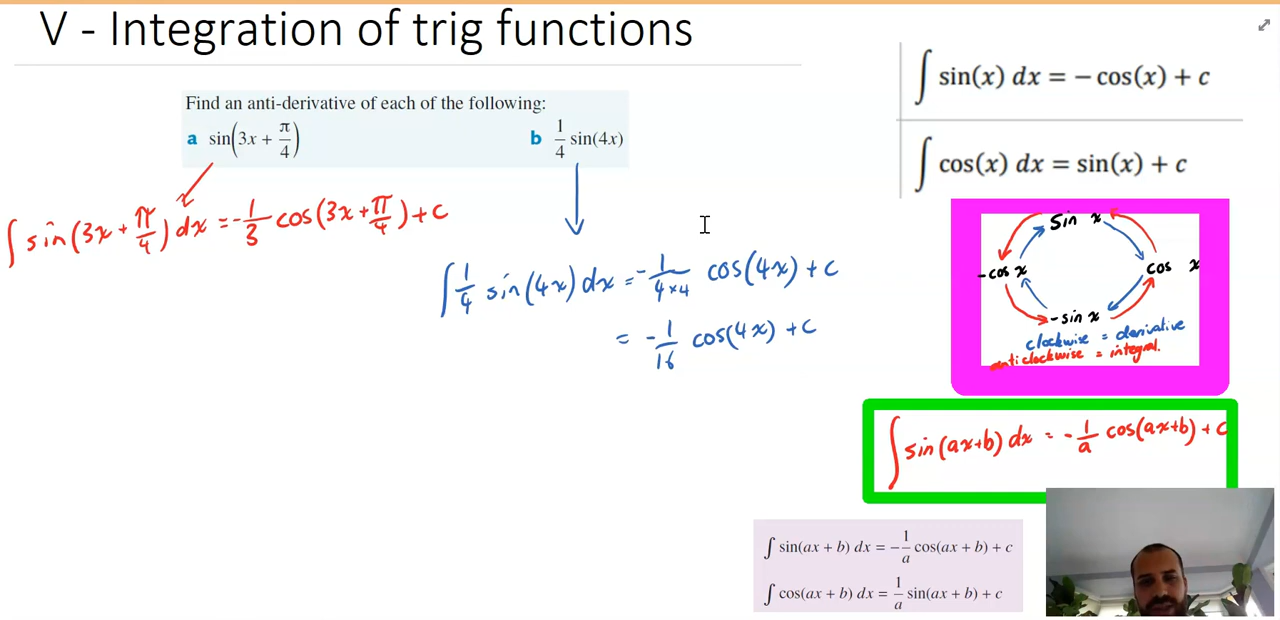 V - Integration of trig functions
Find an anti-derivative of each of the following:
a sin(3x + π/4)
b 1/4 sin(4x)
∫ sin(3x + π/4) dx = -1/3 cos(3x + π/4) + c
∫ 1/4 sin(4x) dx = -1/(4×4) cos(4x) + c
= -1/16 cos(4x) + c
∫ sin(x) dx = − cos(x) + c
∫ cos(x) dx = sin(x) + c
sin x
-cos x
cos x
-sin x
clockwise = derivative
anticlockwise = integral.
∫ sin(ax+b) dx = -1/a cos(ax+b) + c
∫ sin(ax + b) dx = −1/a cos(ax + b) + c
∫ cos(ax + b) dx = 1/a sin(ax + b) + c